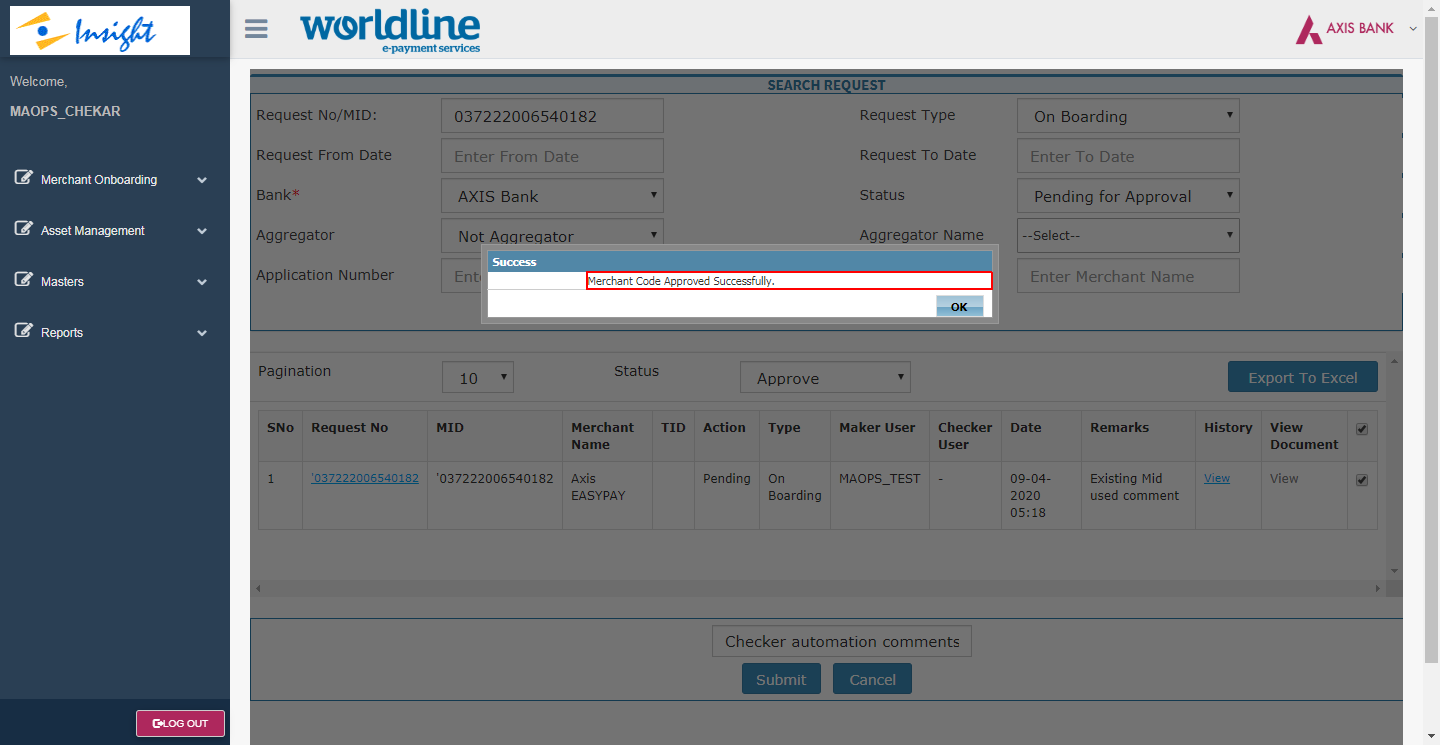 Insight
worldline
e-payment services
AXIS BANK
Welcome,
MAOPS_CHEKAR
Merchant Onboarding
Asset Management
Masters
Reports
LOG OUT
SEARCH REQUEST
Request No/MID: 037222006540182 Request Type On Boarding
Request From Date Enter From Date Request To Date Enter To Date
Bank* AXIS Bank Status Pending for Approval
Aggregator Not Aggregator Aggregator Name --Select--
Application Number Enter Merchant Name
Success
Merchant Code Approved Successfully.
OK
Pagination 10 Status Approve Export To Excel
SNo Request No MID Merchant Name TID Action Type Maker User Checker User Date Remarks History View Document
1 '037222006540182 '037222006540182 Axis EASYPAY Pending On Boarding MAOPS_TEST - 09-04-2020 05:18 Existing Mid used comment View View
Checker automation comments
Submit Cancel